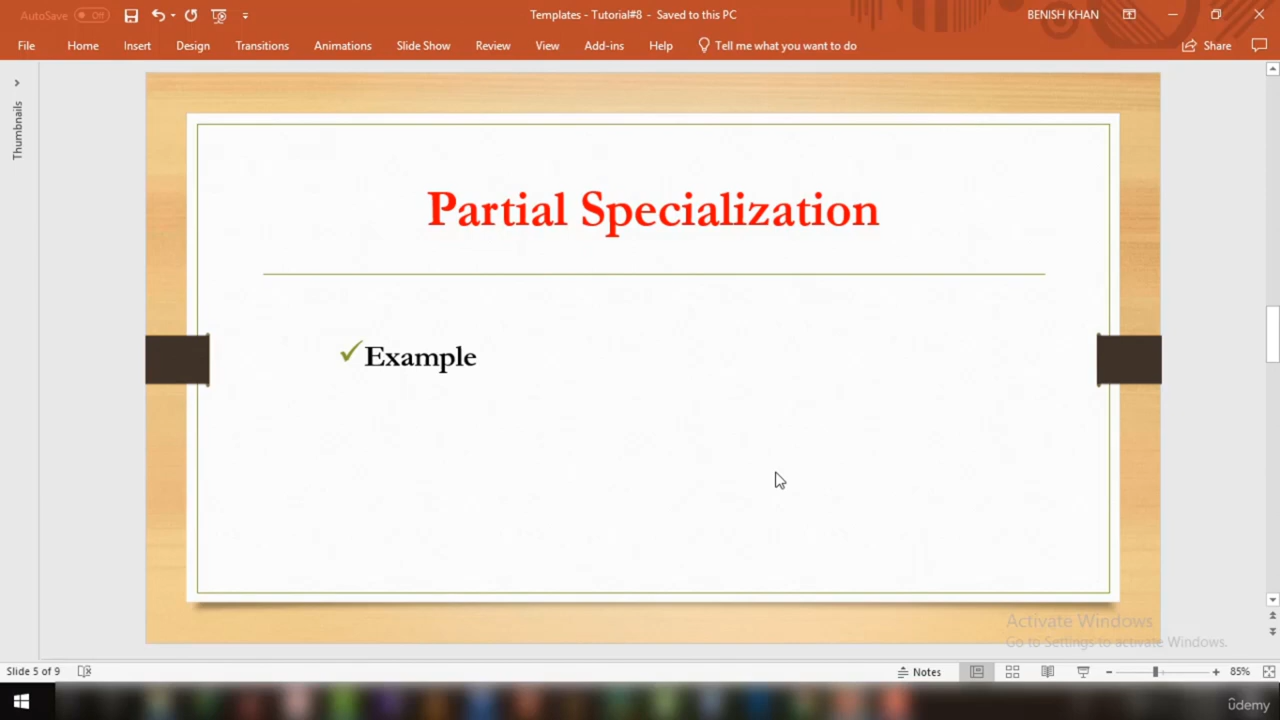 AutoSave Off
Templates - Tutorial#8 - Saved to this PC
BENISH KHAN
File Home Insert Design Transitions Animations Slide Show Review View Add-ins Help Tell me what you want to do Share
Thumbnails
Partial Specialization
Example
Activate Windows
Go to Settings to activate Windows.
Slide 5 of 9
Notes
85%
ûdemy